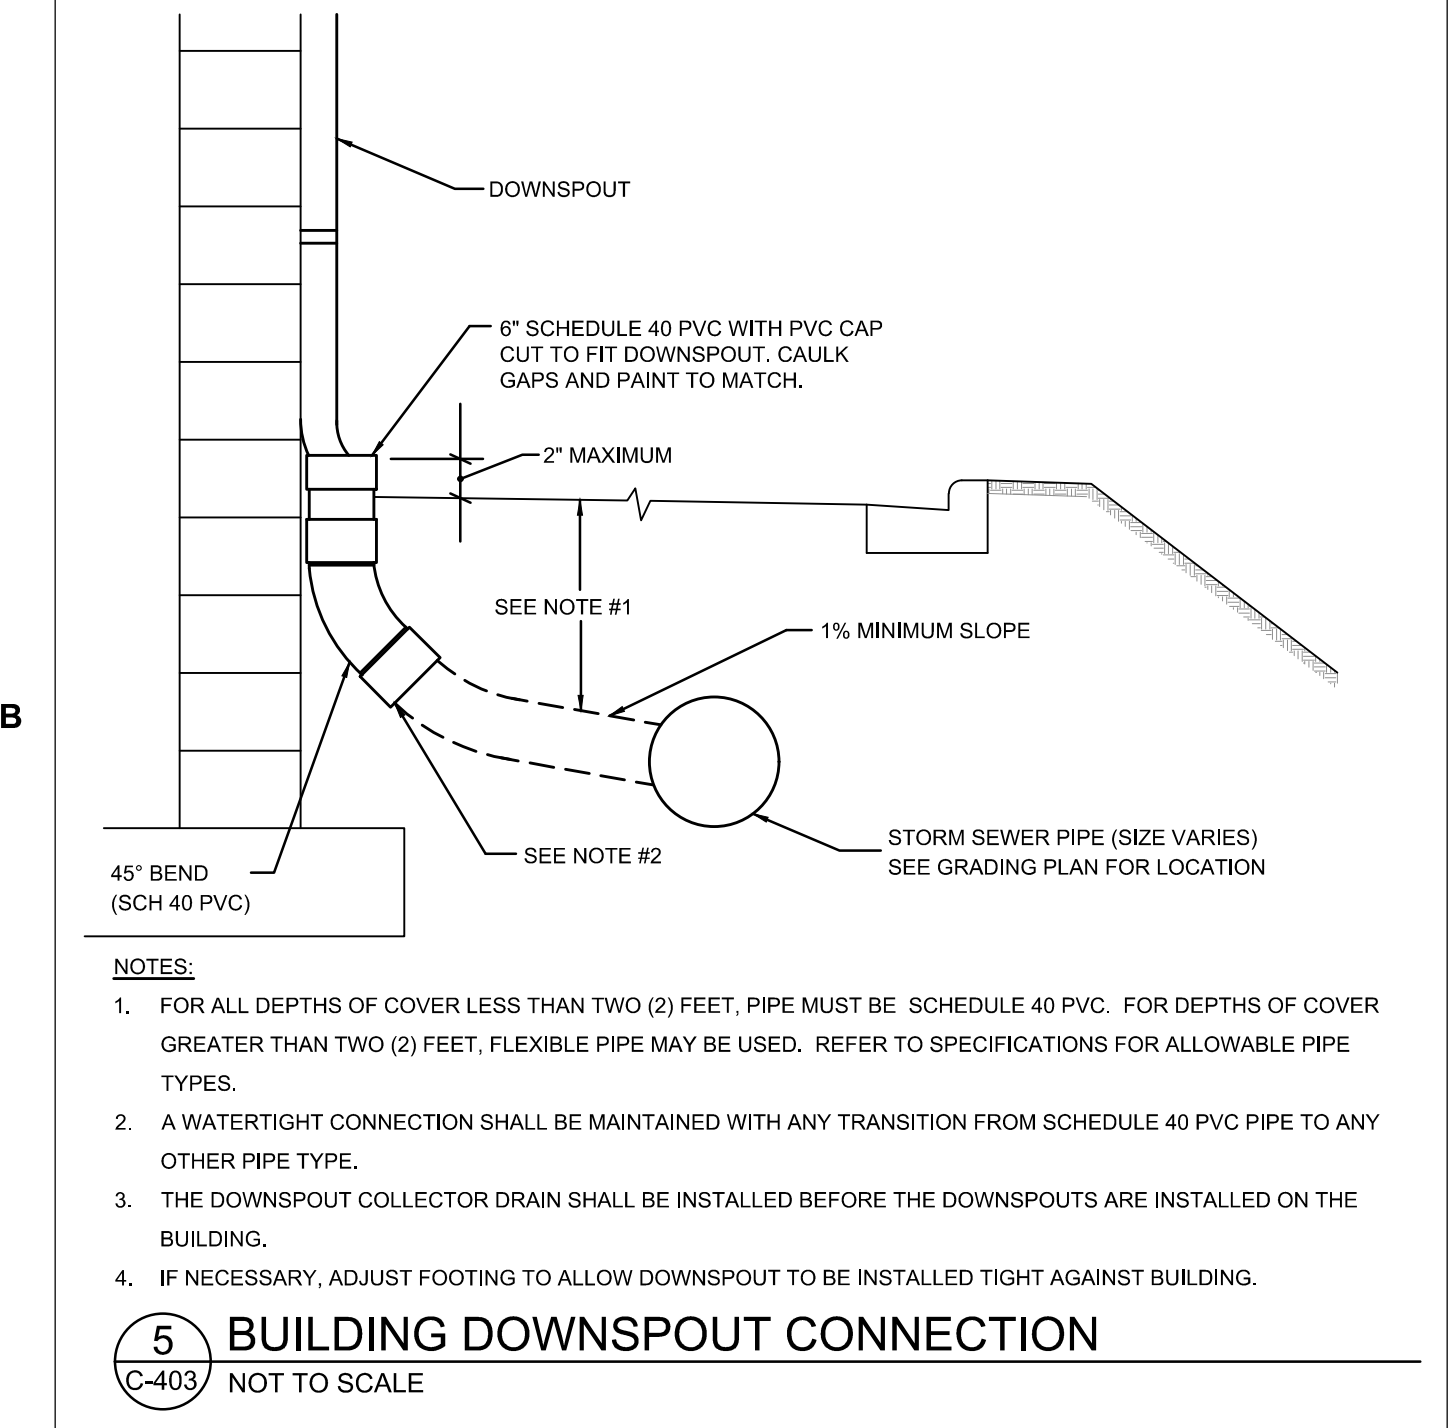 DOWNSPOUT
6" SCHEDULE 40 PVC WITH PVC CAP
CUT TO FIT DOWNSPOUT. CAULK
GAPS AND PAINT TO MATCH.
2" MAXIMUM
SEE NOTE #1
1% MINIMUM SLOPE
B
STORM SEWER PIPE (SIZE VARIES)
SEE GRADING PLAN FOR LOCATION
SEE NOTE #2
45° BEND
(SCH 40 PVC)
NOTES:
1. FOR ALL DEPTHS OF COVER LESS THAN TWO (2) FEET, PIPE MUST BE SCHEDULE 40 PVC. FOR DEPTHS OF COVER
GREATER THAN TWO (2) FEET, FLEXIBLE PIPE MAY BE USED. REFER TO SPECIFICATIONS FOR ALLOWABLE PIPE
TYPES.
2. A WATERTIGHT CONNECTION SHALL BE MAINTAINED WITH ANY TRANSITION FROM SCHEDULE 40 PVC PIPE TO ANY
OTHER PIPE TYPE.
3. THE DOWNSPOUT COLLECTOR DRAIN SHALL BE INSTALLED BEFORE THE DOWNSPOUTS ARE INSTALLED ON THE
BUILDING.
4. IF NECESSARY, ADJUST FOOTING TO ALLOW DOWNSPOUT TO BE INSTALLED TIGHT AGAINST BUILDING.
5 BUILDING DOWNSPOUT CONNECTION
C-403 NOT TO SCALE